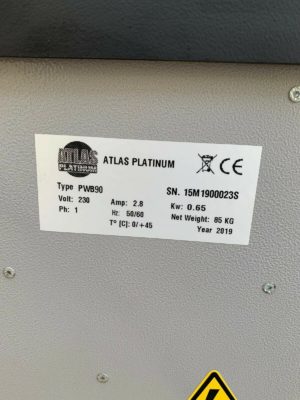 ATLAS
PLATINUM
ATLAS PLATINUM
CE
Type PWB90
SN. 15M1900023S
Volt: 230
Amp: 2.8
Kw: 0.65
Ph: 1
Hz: 50/60
Net Weight: 85 KG
T° [C]: 0/ +45
Year 2019